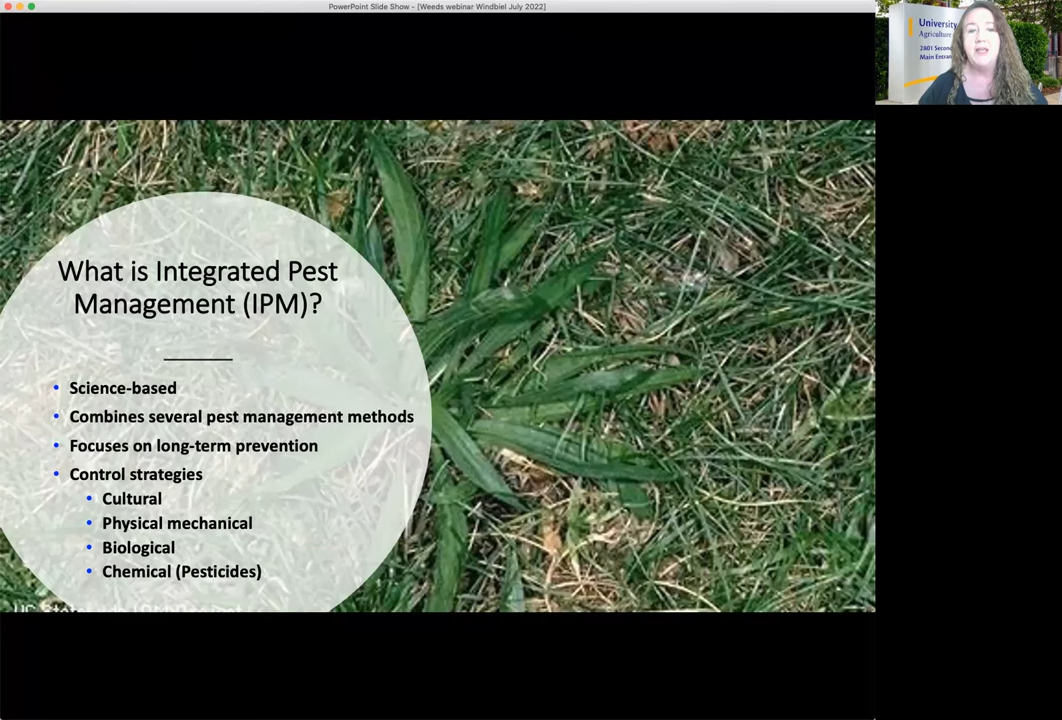 PowerPoint Slide Show - [Weeds webinar Windbiel July 2022]
University
Agriculture
2801 Second
Main Entran
What is Integrated Pest
Management (IPM)?
• Science-based
• Combines several pest management methods
• Focuses on long-term prevention
• Control strategies
• Cultural
• Physical mechanical
• Biological
• Chemical (Pesticides)